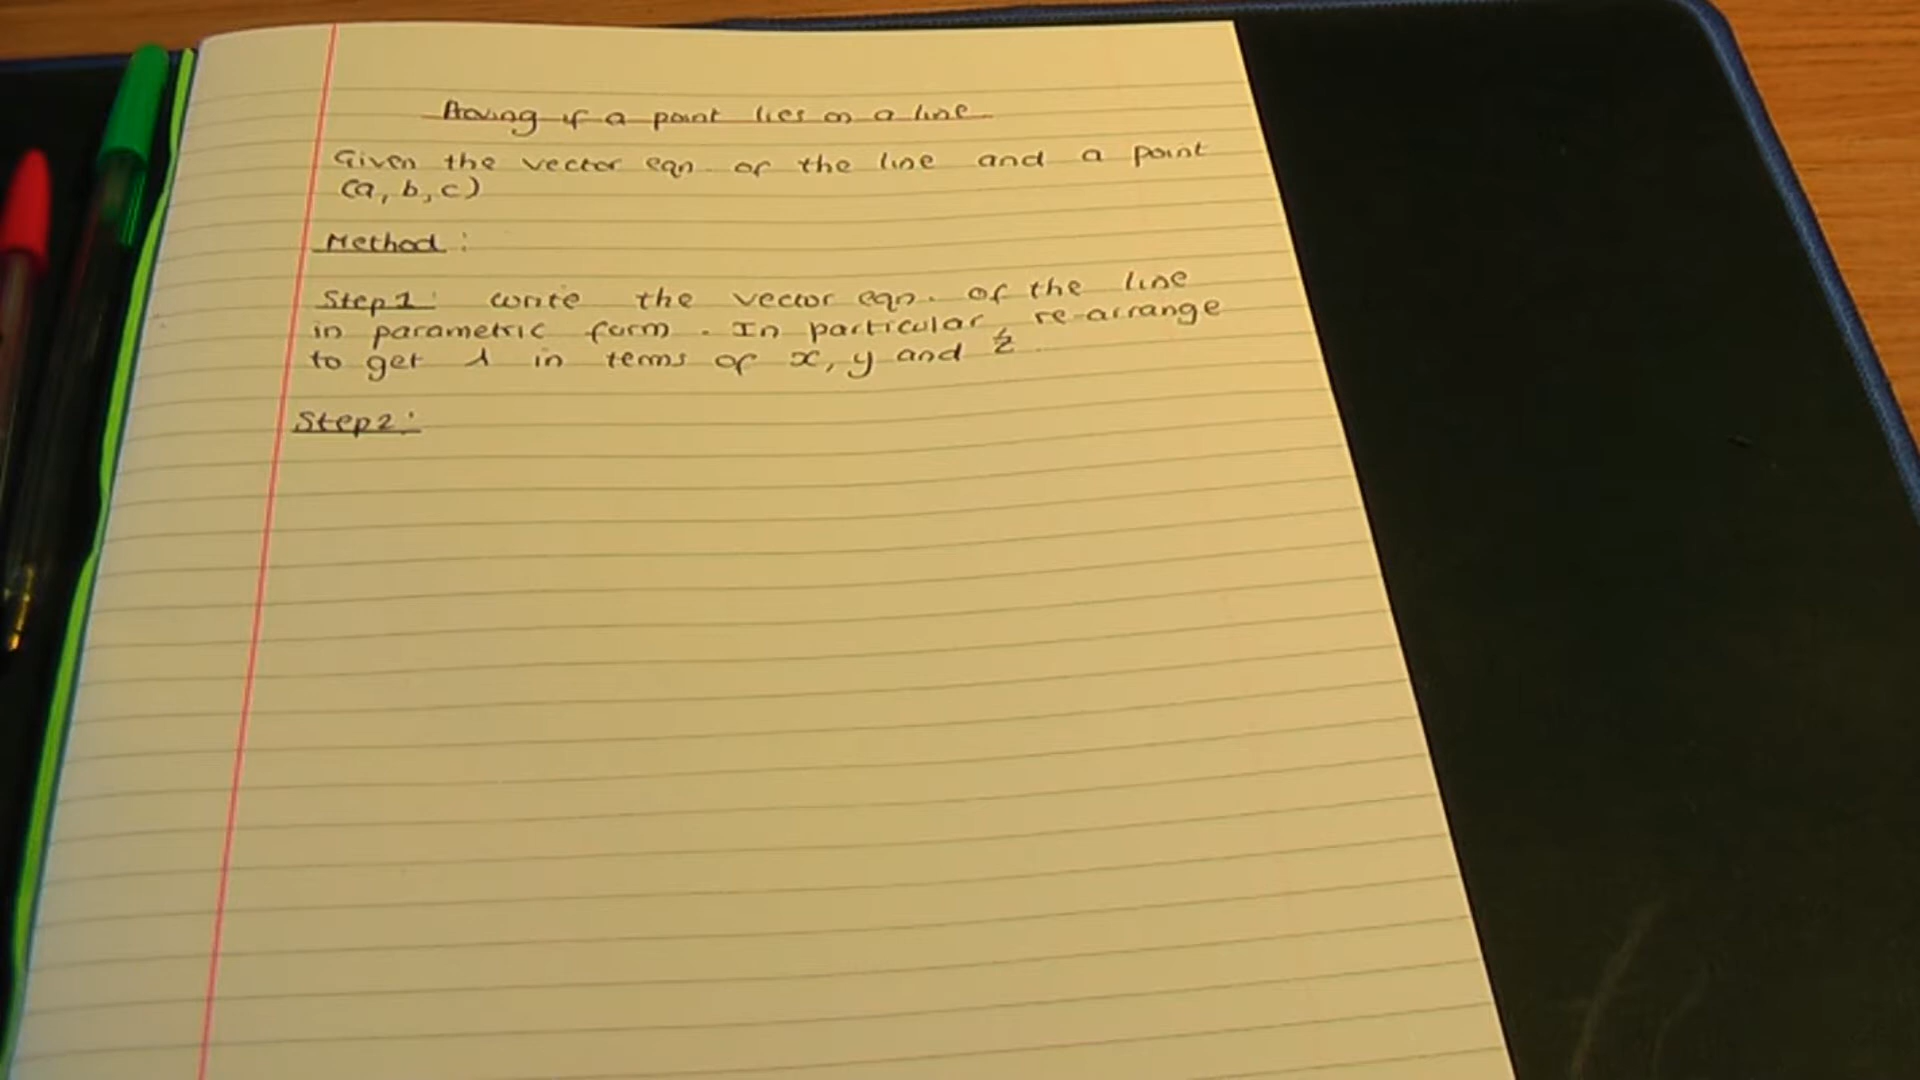 Proving if a point lies on a line
Given the vector eqn. of the line and a point
(a, b, c)
Method:
Step 1: write the vector eqn. of the line
in parametric form. In particular, re-arrange
to get λ in terms of x, y and z
Step 2: